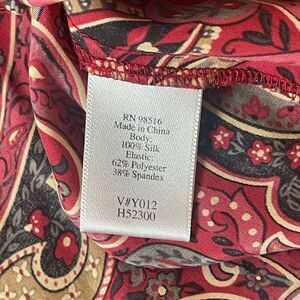 RN 98516
Made in China
Body:
100% Silk
Elastic:
62% Polyester
38% Spandex
V#Y012
H52300